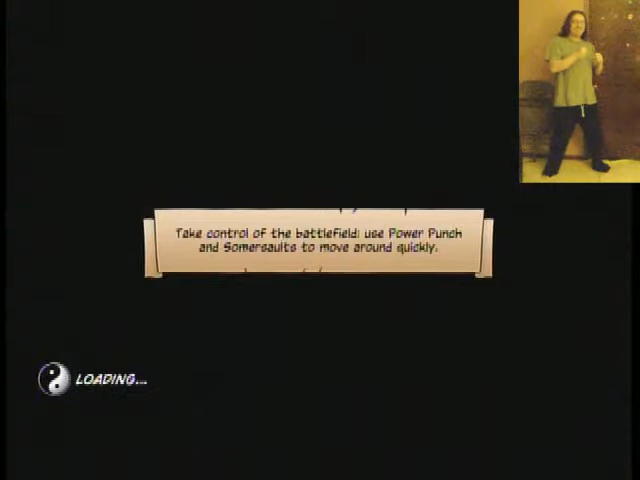 Take control of the battlefield: use Power Punch
and Somersaults to move around quickly.
LOADING...